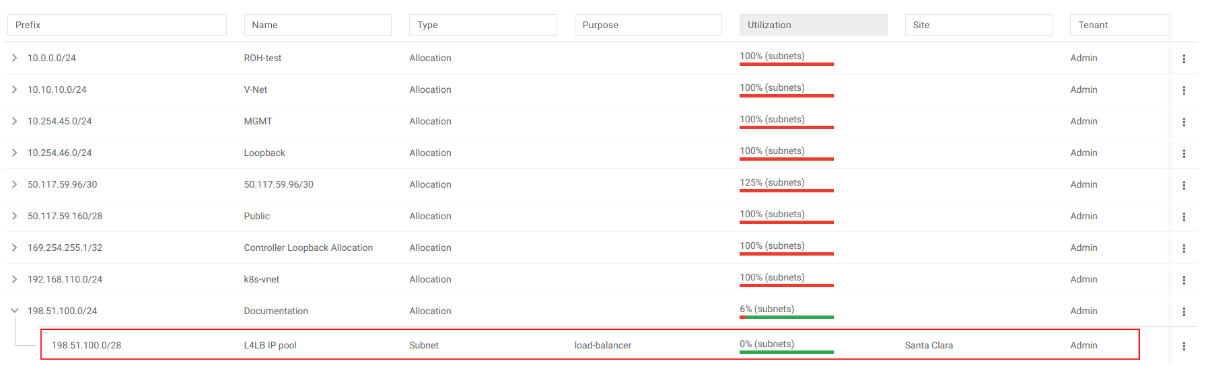 Prefix Name Type Purpose Utilization Site Tenant
10.0.0.0/24 ROH-test Allocation 100% (subnets) Admin
10.10.10.0/24 V-Net Allocation 100% (subnets) Admin
10.254.45.0/24 MGMT Allocation 100% (subnets) Admin
10.254.46.0/24 Loopback Allocation 100% (subnets) Admin
50.117.59.96/30 50.117.59.96/30 Allocation 125% (subnets) Admin
50.117.59.160/28 Public Allocation 100% (subnets) Admin
169.254.255.1/32 Controller Loopback Allocation Allocation 100% (subnets) Admin
192.168.110.0/24 k8s-vnet Allocation 100% (subnets) Admin
198.51.100.0/24 Documentation Allocation 6% (subnets) Admin
198.51.100.0/28 L4LB IP pool Subnet load-balancer 0% (subnets) Santa Clara Admin